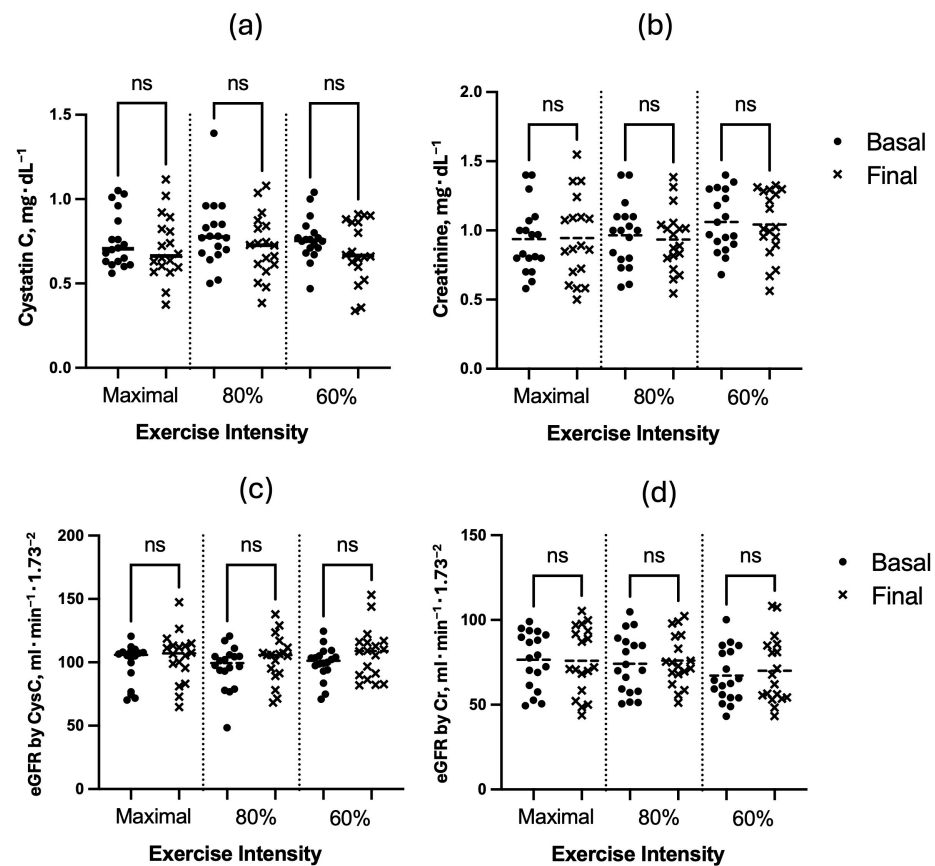 (a)
ns ns ns
Cystatin C, mg · dL⁻¹
1.5
1.0
0.5
0.0
Maximal 80% 60%
Exercise Intensity
(b)
ns ns ns
Creatinine, mg · dL⁻¹
2.0
1.5
1.0
0.5
0.0
Maximal 80% 60%
Exercise Intensity
Basal
Final
(c)
ns ns ns
eGFR by CysC, ml · min⁻¹ · 1.73⁻²
200
150
100
50
0
Maximal 80% 60%
Exercise Intensity
(d)
ns ns ns
eGFR by Cr, ml · min⁻¹ · 1.73⁻²
150
100
50
0
Maximal 80% 60%
Exercise Intensity
Basal
Final